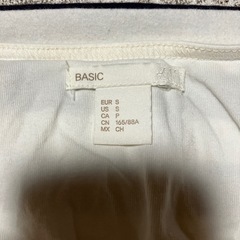 BASIC
EUR S
US S
CA P
CN 165/88A
MX CH